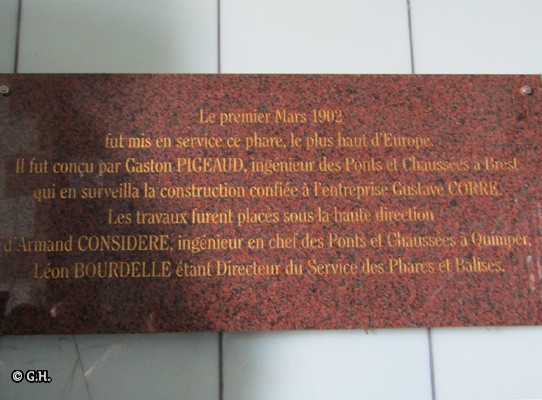 Le premier Mars 1902
fut mis en service ce phare, le plus haut d'Europe.
Il fut conçu par Gaston PIGEAUD, ingénieur des Ponts et Chaussées à Brest
qui en surveilla la construction confiée à l'entreprise Gustave CORRE.
Les travaux furent placés sous la haute direction
d'Armand CONSIDERE, ingénieur en chef des Ponts et Chaussées à Quimper,
Léon BOURDELLE étant Directeur du Service des Phares et Balises.
© G.H.